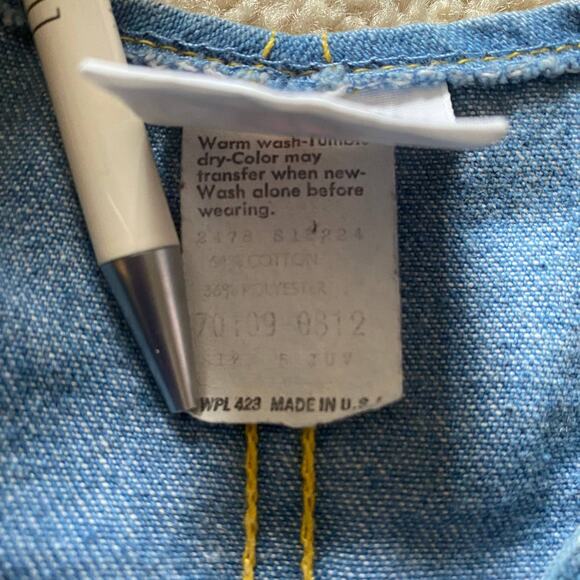 Warm wash-Tumble
dry-Color may
transfer when new-
Wash alone before
wearing.
2478
64% COTTON
36% POLYESTER
70109 0812
WPL 423 MADE IN U.S.A